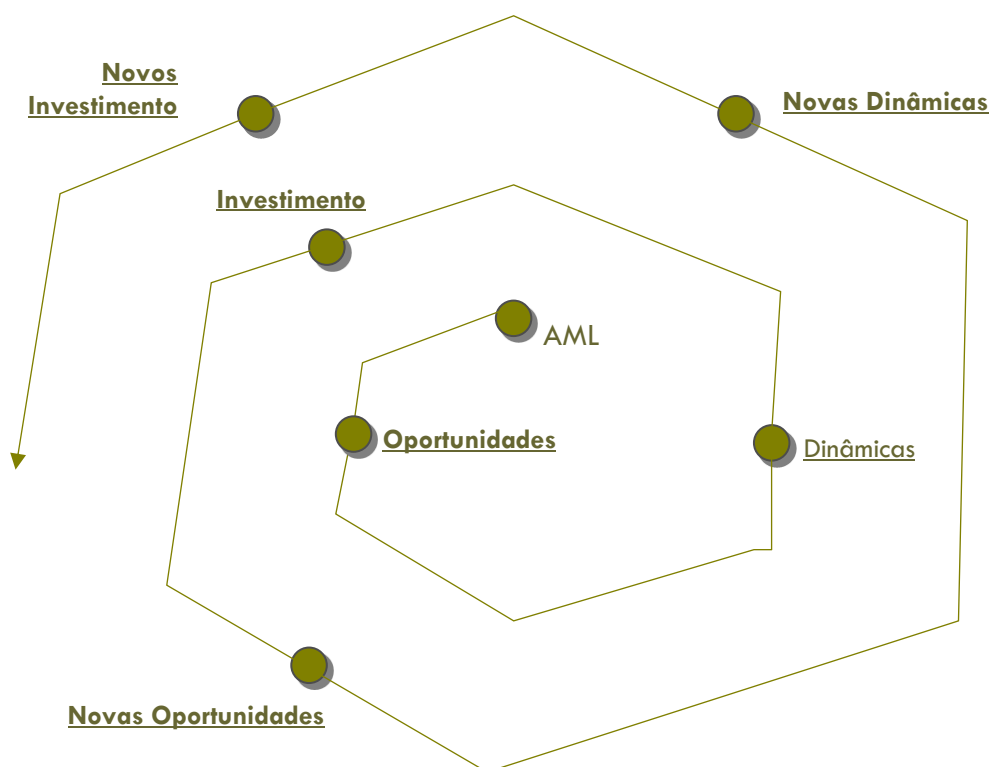 Novos
Investimento
Novas Dinâmicas
Investimento
AML
Oportunidades
Dinâmicas
Novas Oportunidades